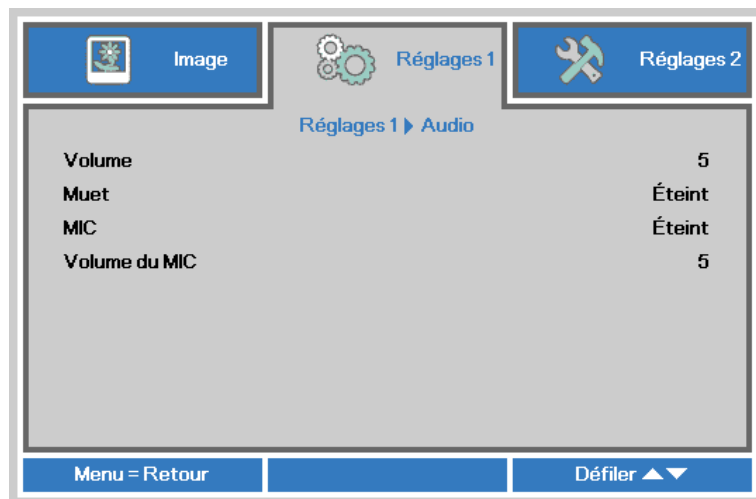 Image
Réglages 1
Réglages 2
Réglages 1 Audio
Volume 5
Muet Éteint
MIC Éteint
Volume du MIC 5
Menu = Retour
Défiler